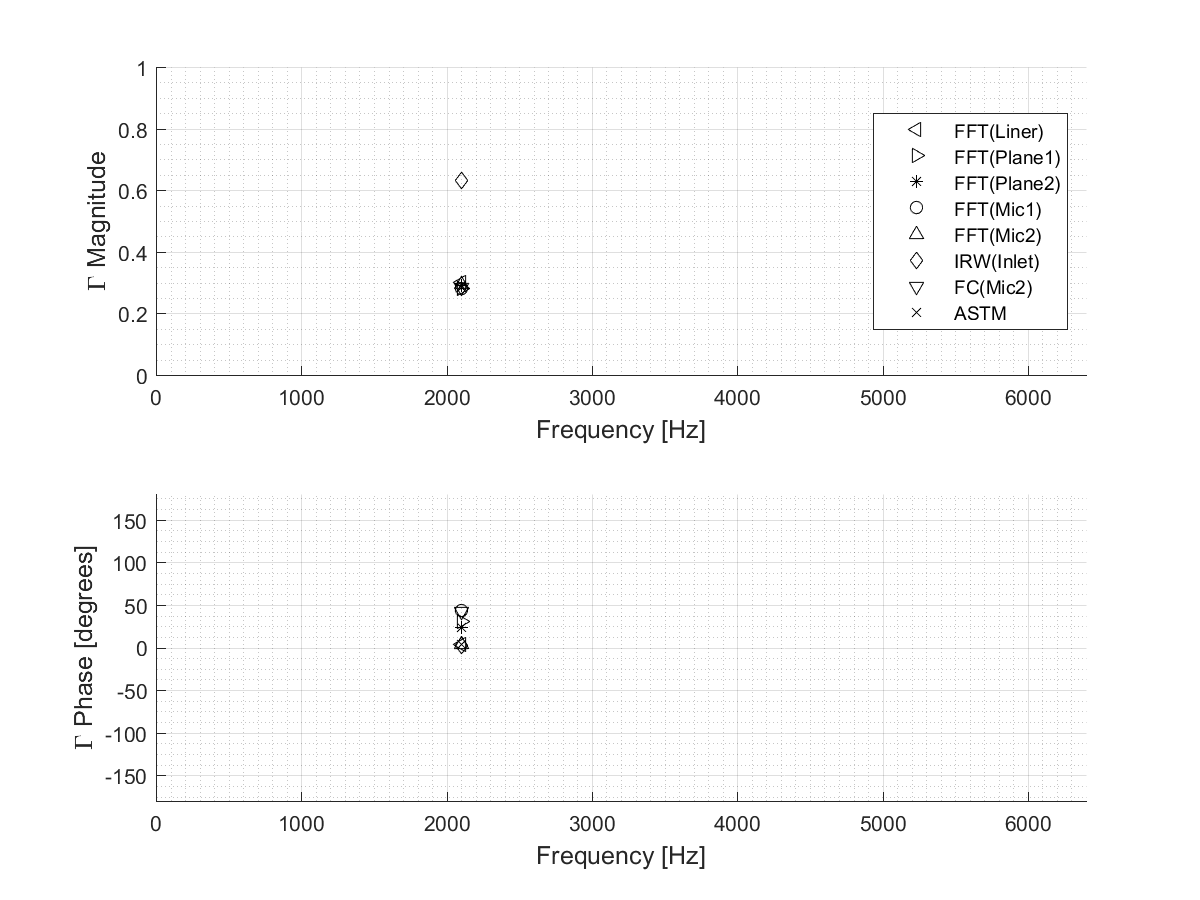 1
0.8
0.6
0.4
0.2
0
Γ Magnitude
0 1000 2000 3000 4000 5000 6000
Frequency [Hz]
FFT(Liner)
FFT(Plane1)
FFT(Plane2)
FFT(Mic1)
FFT(Mic2)
IRW(Inlet)
FC(Mic2)
ASTM
150
100
50
0
-50
-100
-150
Γ Phase [degrees]
0 1000 2000 3000 4000 5000 6000
Frequency [Hz]